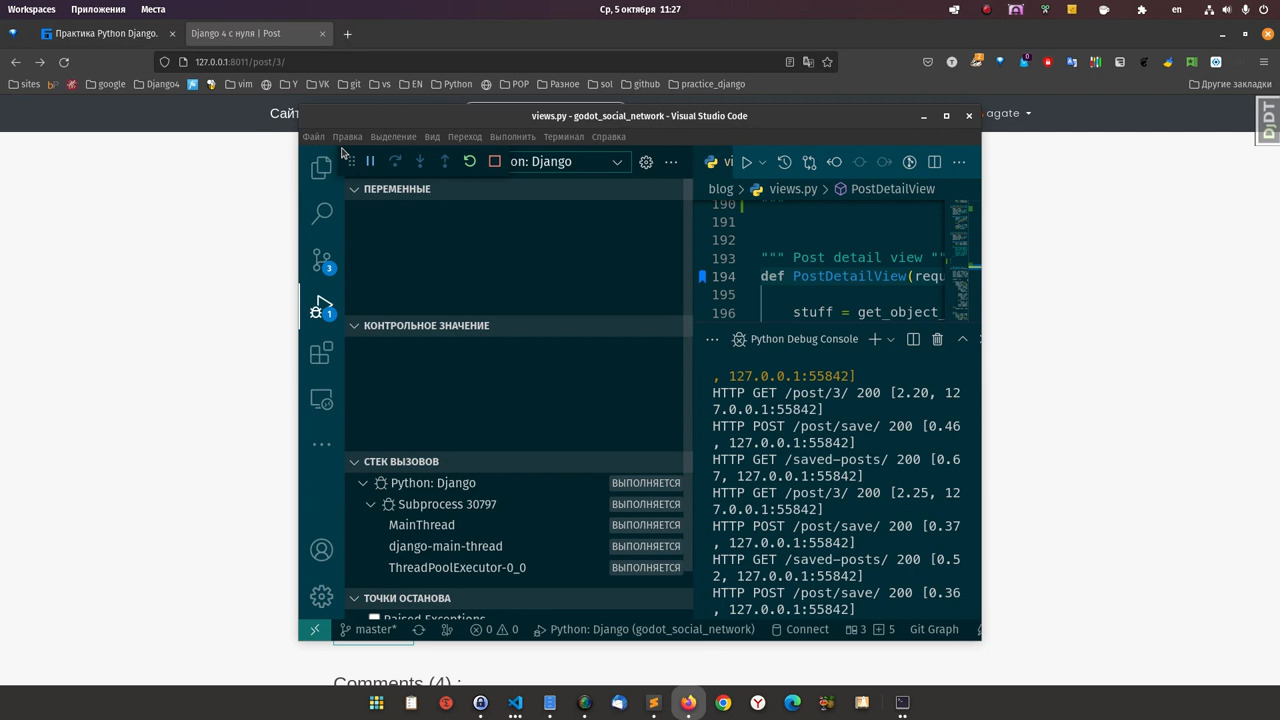 Workspaces Приложения Места Ср, 5 октября 11:27 en
Практика Python Django. Django 4 с нуля | Post
127.0.0.1:8011/post/3/
sites google Django4 vim Y VK git vs EN Python POP Разное sol github practice_django Другие закладки
Сай agate
DjDT
views.py - godot_social_network - Visual Studio Code
Файл Правка Выделение Вид Переход Выполнить Терминал Справка
on: Django
ПЕРЕМЕННЫЕ
КОНТРОЛЬНОЕ ЗНАЧЕНИЕ
СТЕК ВЫЗОВОВ
Python: Django ВЫПОЛНЯЕТСЯ
Subprocess 30797 ВЫПОЛНЯЕТСЯ
MainThread ВЫПОЛНЯЕТСЯ
django-main-thread ВЫПОЛНЯЕТСЯ
ThreadPoolExecutor-0_0 ВЫПОЛНЯЕТСЯ
ТОЧКИ ОСТАНОВА
Raised Exceptions
3
1
vi
blog > views.py > PostDetailView
190 """
191
192
193 """ Post detail view ""
194 def PostDetailView(requ
195
196 stuff = get_object_
Python Debug Console
, 127.0.0.1:55842]
HTTP GET /post/3/ 200 [2.20, 12
7.0.0.1:55842]
HTTP POST /post/save/ 200 [0.46
, 127.0.0.1:55842]
HTTP GET /saved-posts/ 200 [0.6
7, 127.0.0.1:55842]
HTTP GET /post/3/ 200 [2.25, 12
7.0.0.1:55842]
HTTP POST /post/save/ 200 [0.37
, 127.0.0.1:55842]
HTTP GET /saved-posts/ 200 [0.5
2, 127.0.0.1:55842]
HTTP POST /post/save/ 200 [0.36
, 127.0.0.1:55842]
master* 0 0 Python: Django (godot_social_network) Connect 3 5 Git Graph
Comments (4) :